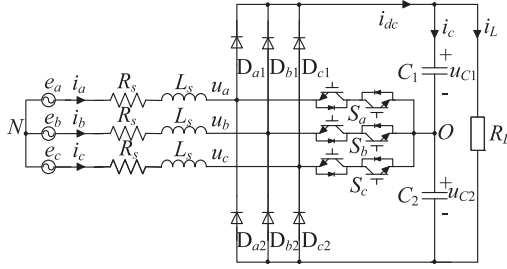 i_dc i_c i_L
D_a1 D_b1 D_c1 C_1 + u_C1 -
e_a i_a R_s L_s u_a S_a
N e_b i_b R_s L_s u_b S_b O R_L
e_c i_c R_s L_s u_c S_c
D_a2 D_b2 D_c2 C_2 + u_C2 -